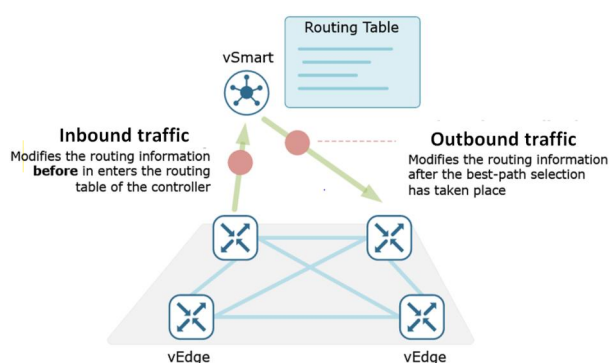 Routing Table
vSmart
Inbound traffic
Modifies the routing information
before in enters the routing
table of the controller
Outbound traffic
Modifies the routing information
after the best-path selection
has taken place
vEdge
vEdge